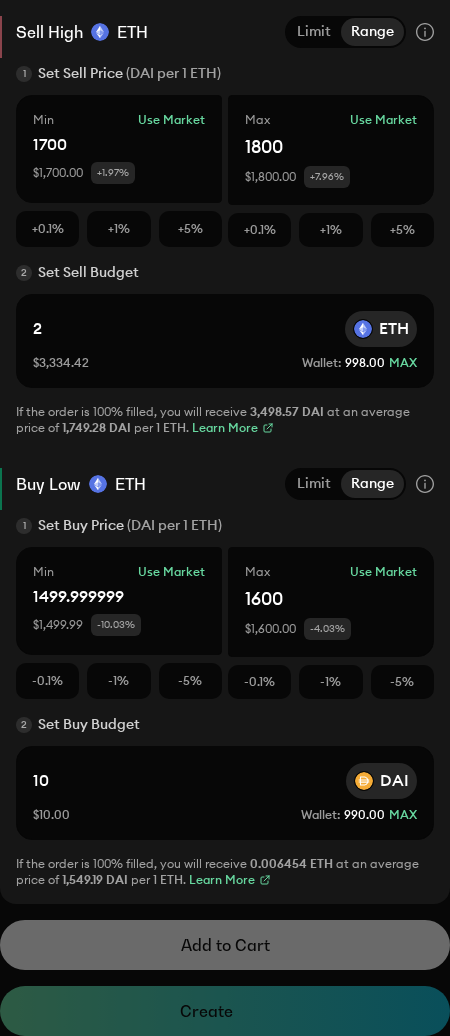 Sell High ETH Limit Range
1 Set Sell Price (DAI per 1 ETH)
Min Use Market
1700
$1,700.00 +1.97%
Max Use Market
1800
$1,800.00 +7.96%
+0.1% +1% +5% +0.1% +1% +5%
2 Set Sell Budget
2 ETH
$3,334.42 Wallet: 998.00 MAX
If the order is 100% filled, you will receive 3,498.57 DAI at an average
price of 1,749.28 DAI per 1 ETH. Learn More
Buy Low ETH Limit Range
1 Set Buy Price (DAI per 1 ETH)
Min Use Market
1499.999999
$1,499.99 -10.03%
Max Use Market
1600
$1,600.00 -4.03%
-0.1% -1% -5% -0.1% -1% -5%
2 Set Buy Budget
10 DAI
$10.00 Wallet: 990.00 MAX
If the order is 100% filled, you will receive 0.006454 ETH at an average
price of 1,549.19 DAI per 1 ETH. Learn More
Add to Cart
Create